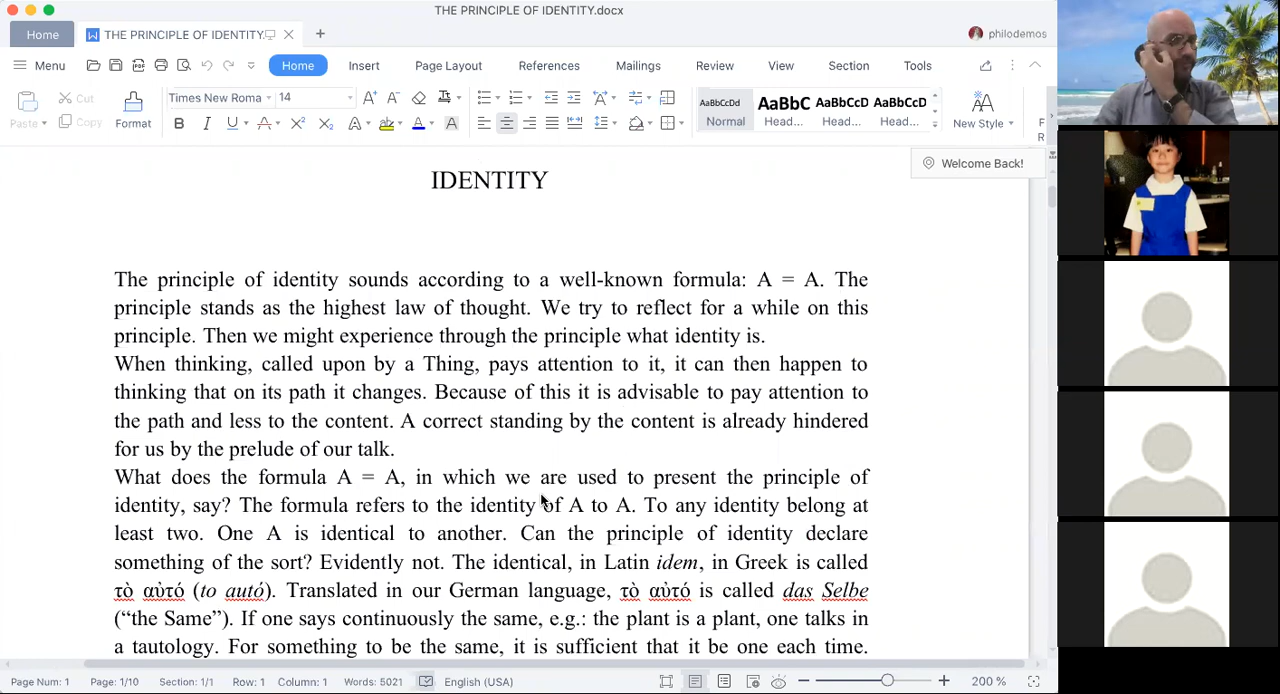 THE PRINCIPLE OF IDENTITY.docx
Home
THE PRINCIPLE OF IDENTITY.
philodemos
Menu
Home
Insert
Page Layout
References
Mailings
Review
View
Section
Tools
Paste
Cut
Copy
Format
Times New Roma
14
AaBbCcDd
AaBbC
AaBbCcD
AaBbCcD
Normal
Head...
Head...
Head...
New Style
F
R
Welcome Back!
IDENTITY
The principle of identity sounds according to a well-known formula: A = A. The
principle stands as the highest law of thought. We try to reflect for a while on this
principle. Then we might experience through the principle what identity is.
When thinking, called upon by a Thing, pays attention to it, it can then happen to
thinking that on its path it changes. Because of this it is advisable to pay attention to
the path and less to the content. A correct standing by the content is already hindered
for us by the prelude of our talk.
What does the formula A = A, in which we are used to present the principle of
identity, say? The formula refers to the identity of A to A. To any identity belong at
least two. One A is identical to another. Can the principle of identity declare
something of the sort? Evidently not. The identical, in Latin idem, in Greek is called
τὸ αὐτό (to autó). Translated in our German language, τὸ αὐτό is called das Selbe
(“the Same”). If one says continuously the same, e.g.: the plant is a plant, one talks in
a tautology. For something to be the same, it is sufficient that it be one each time.
Page Num: 1
Page: 1/10
Section: 1/1
Row: 1
Column: 1
Words: 5021
English (USA)
200 %